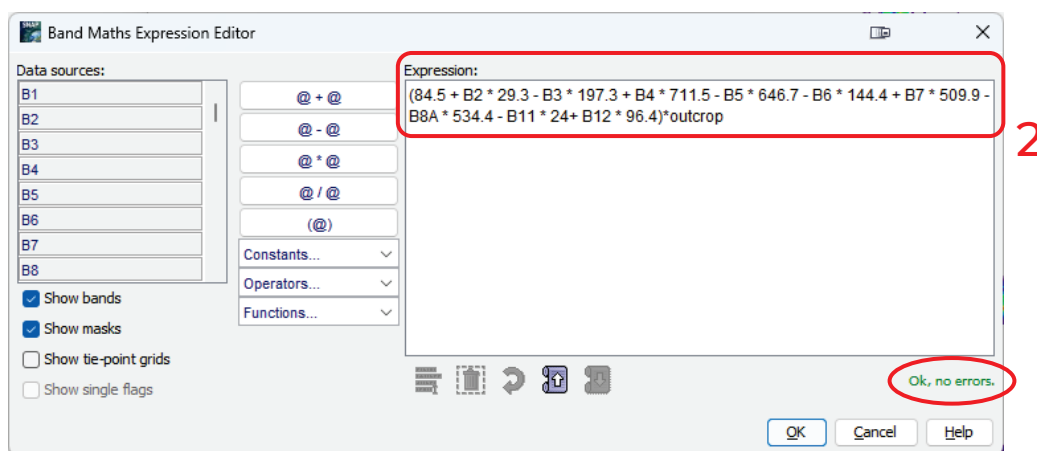 SNAP
Band Maths Expression Editor
Data sources:
Expression:
B1
B2
B3
B4
B5
B6
B7
B8
@ + @
@ - @
@ * @
@ / @
(@)
Constants...
Operators...
Functions...
(84.5 + B2 * 29.3 - B3 * 197.3 + B4 * 711.5 - B5 * 646.7 - B6 * 144.4 + B7 * 509.9 -
B8A * 534.4 - B11 * 24+ B12 * 96.4)*outcrop
2
Show bands
Show masks
Show tie-point grids
Show single flags
Ok, no errors.
OK
Cancel
Help